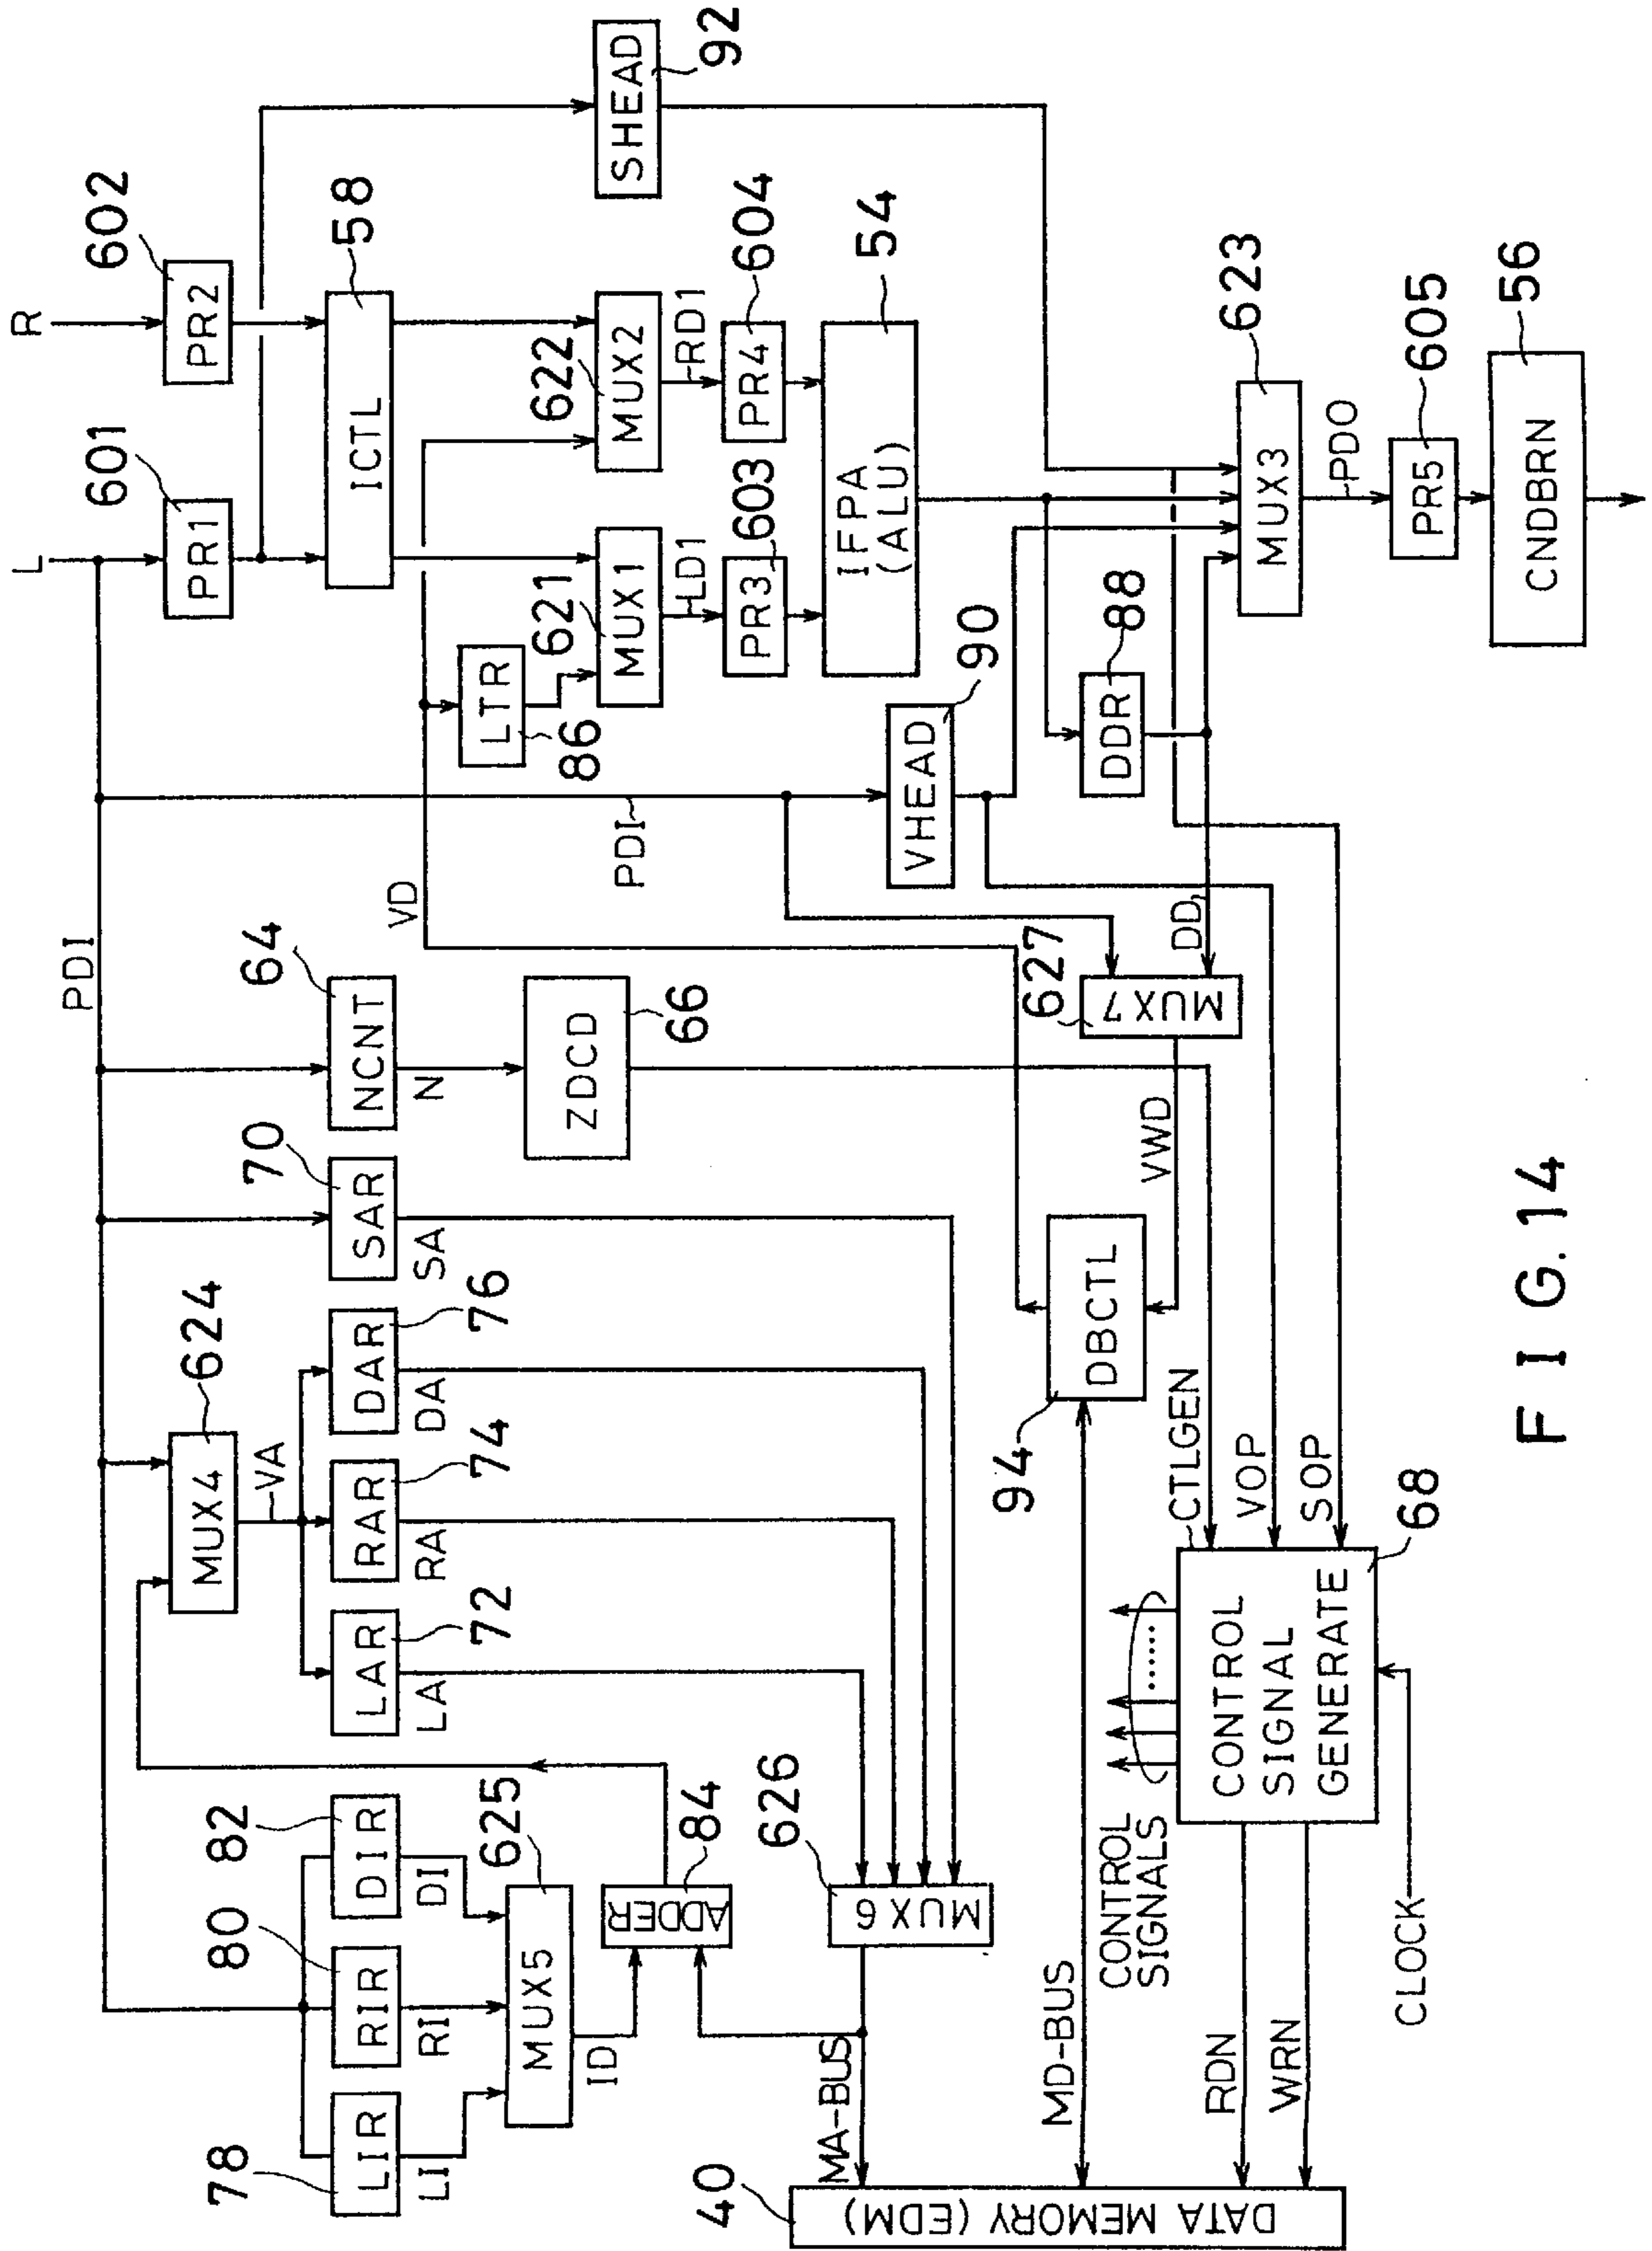 R
L
PDI
602
PR2
601
PR1
58
ICTL
92
SHEAD
622
MUX2
621
MUX1
LTR
86
RD1
LD1
604
PR4
603
PR3
54
IFPA
(ALU)
VD
PDI
90
VHEAD
88
DDR
623
MUX3
PDO
605
PR5
56
CNDBRN
64
NCNT
N
66
ZDCD
70
SAR
SA
624
MUX4
VA
76
DAR
DA
74
RAR
RA
72
LAR
LA
82
DIR
DI
80
RIR
RI
78
LIR
LI
625
MUX5
ID
84
ADDER
626
MUX6
MA-BUS
627
MUX7
DD
VWD
94
DBCTL
MD-BUS
CTLGEN
VOP
SOP
68
CONTROL
SIGNAL
GENERATE
CONTROL
SIGNALS
RDN
WRN
CLOCK
40
DATA MEMORY (EDM)
FIG.14